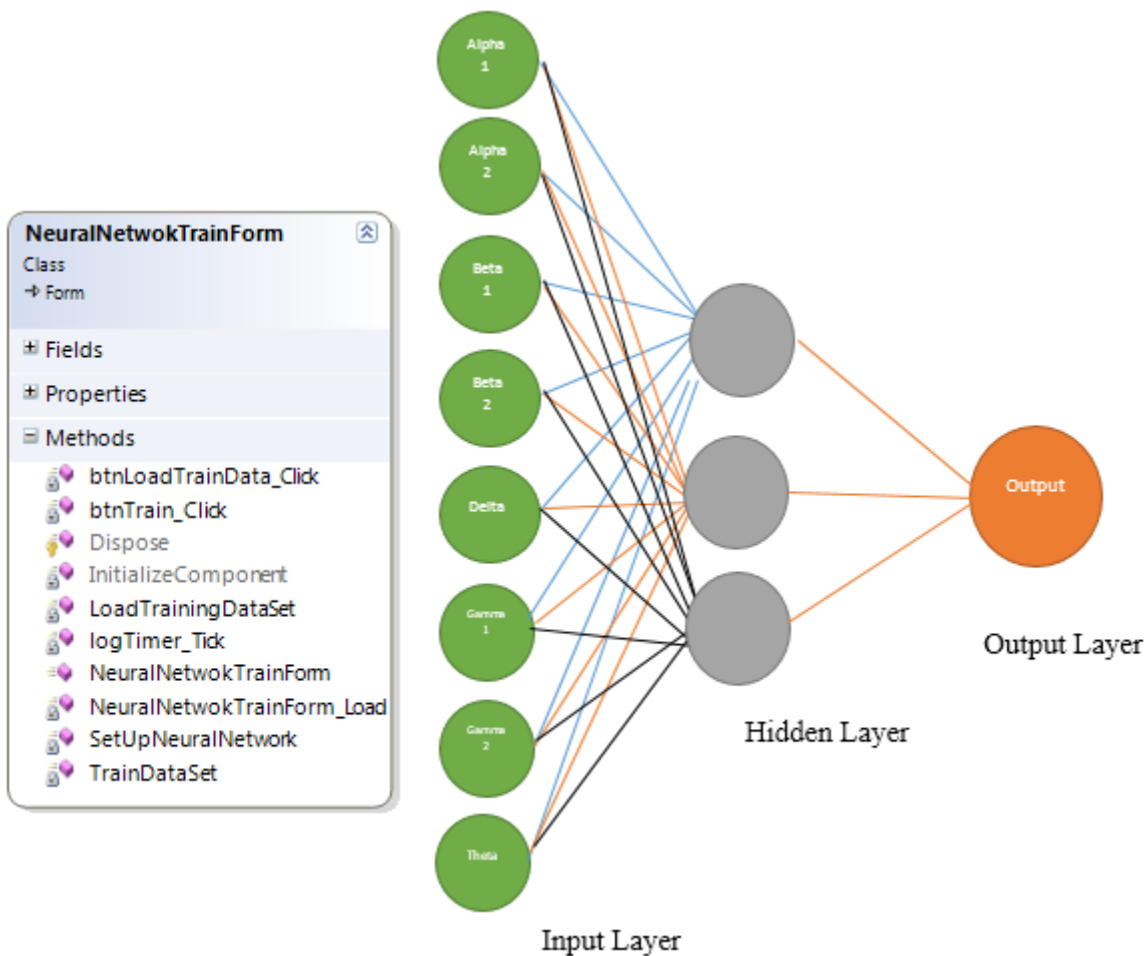 NeuralNetwokTrainForm
Class
Form
Fields
Properties
Methods
btnLoadTrainData_Click
btnTrain_Click
Dispose
InitializeComponent
LoadTrainingDataSet
logTimer_Tick
NeuralNetwokTrainForm
NeuralNetwokTrainForm_Load
SetUpNeuralNetwork
TrainDataSet
Alpha
1
Alpha
2
Beta
1
Beta
2
Delta
Gamma
1
Gamma
2
Theta
Input Layer
Hidden Layer
Output
Output Layer